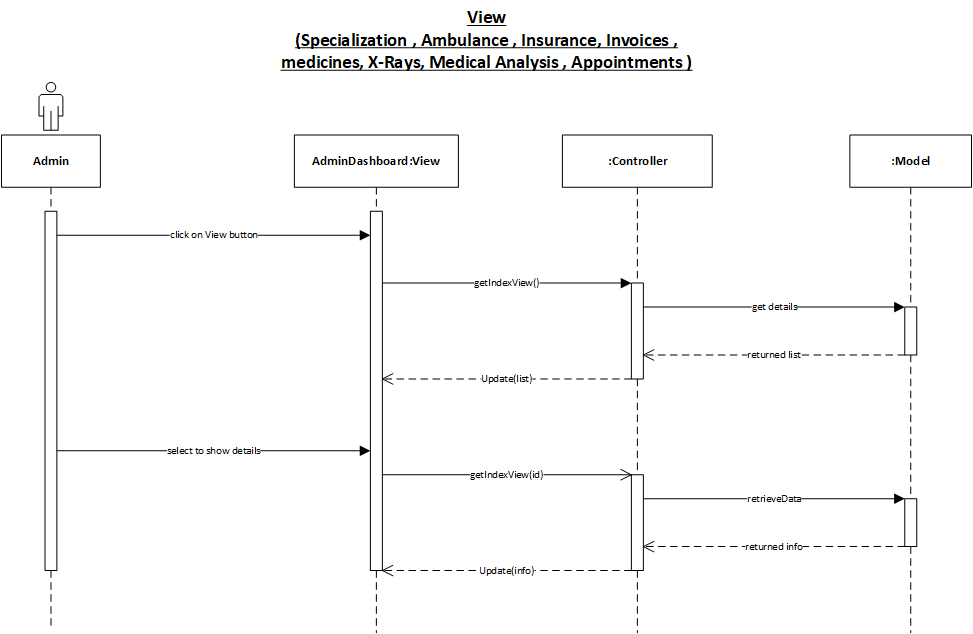 View
(Specialization , Ambulance , Insurance, Invoices ,
medicines, X-Rays, Medical Analysis , Appointments )
Admin
AdminDashboard:View
:Controller
:Model
click on View button
getIndexView()
get details
returned list
Update(list)
select to show details
getIndexView(id)
retrieveData
returned info
Update(info)